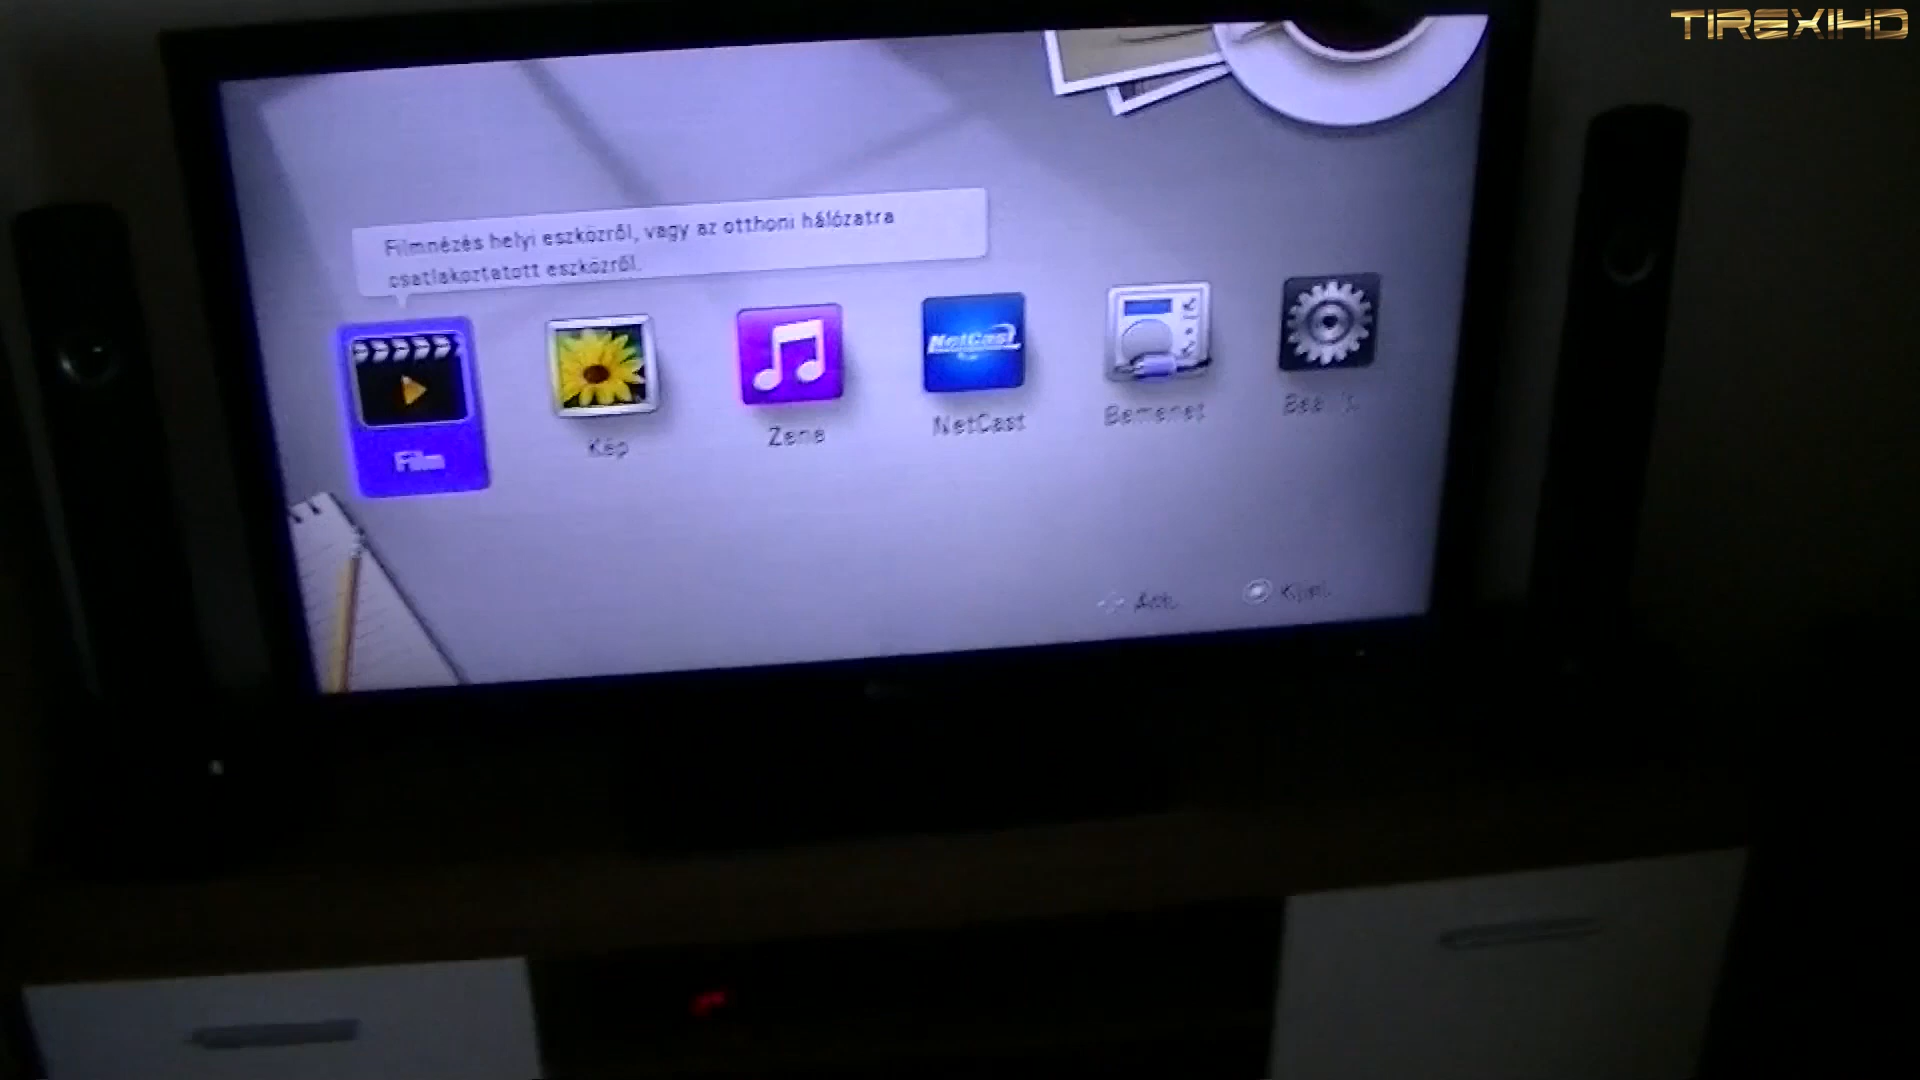 TIREXIHD
Filmnézés helyi eszközről, vagy az otthoni hálózatra
csatlakoztatott eszközről.
Film
Kép
Zene
NetCast
NetCast
Bemenet